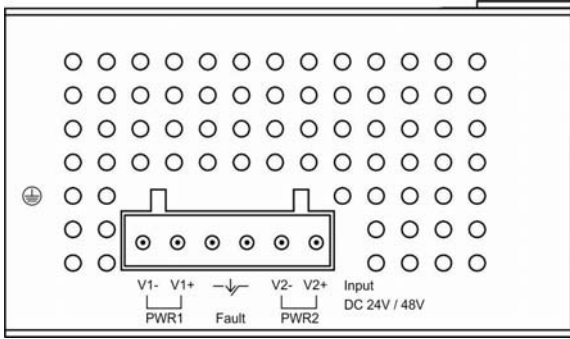 V1- V1+ V2- V2+ Input
DC 24V / 48V
PWR1 Fault PWR2